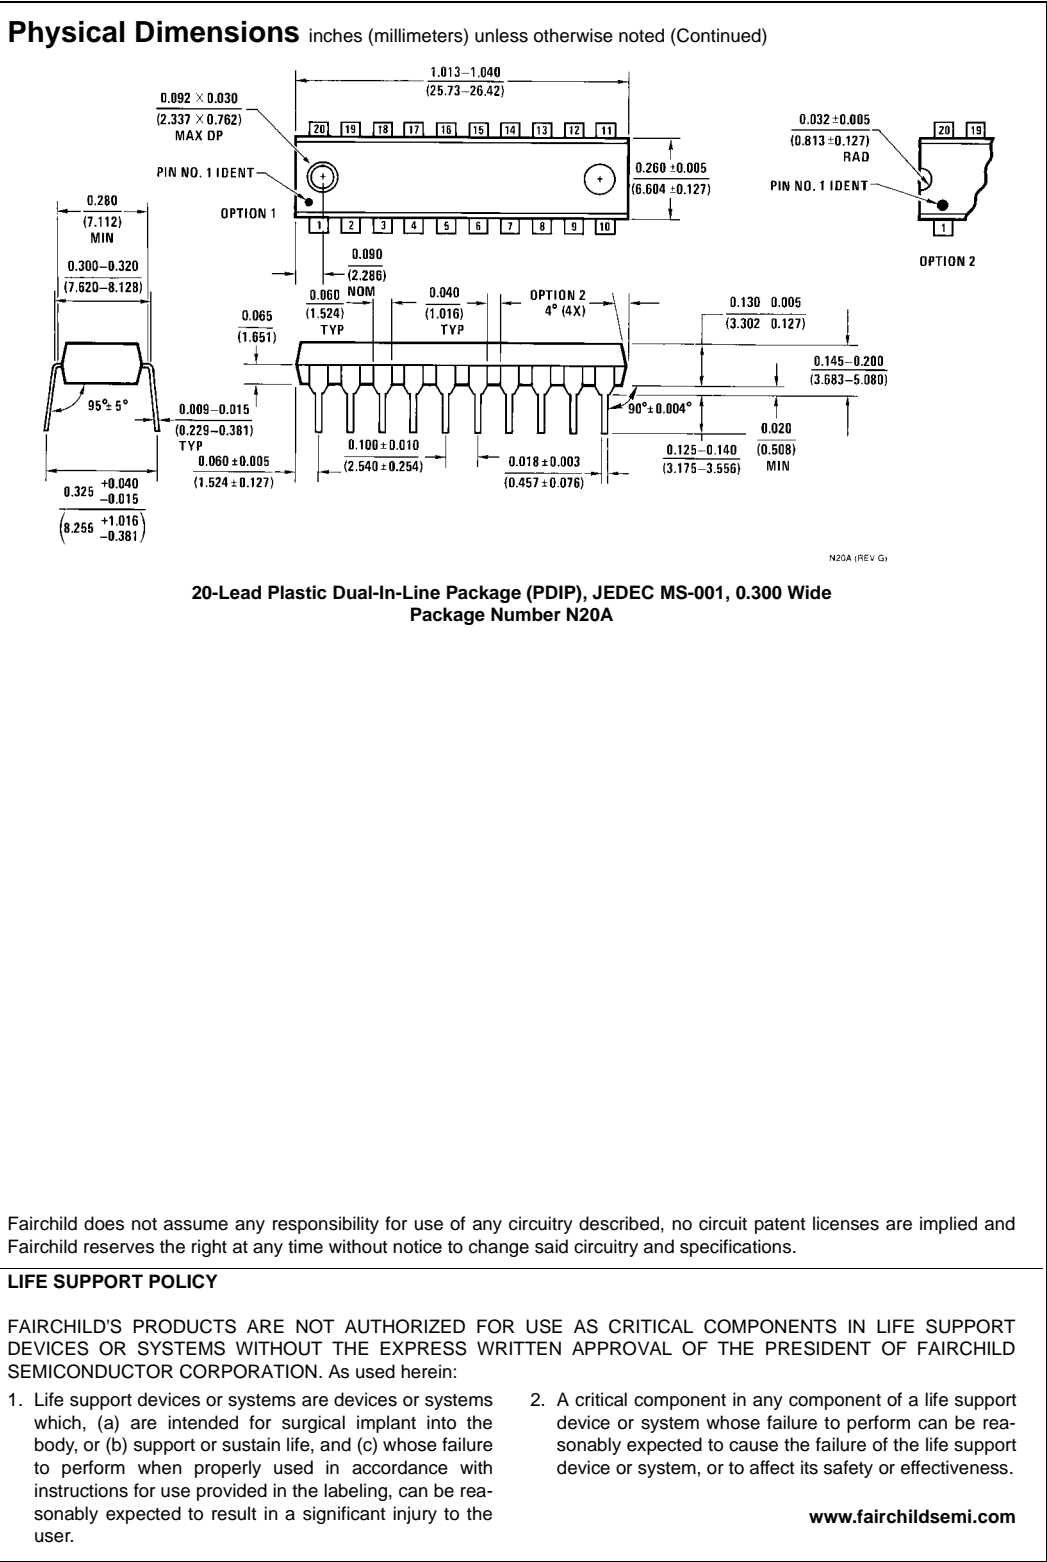 Physical Dimensions inches (millimeters) unless otherwise noted (Continued)
1.013–1.040
(25.73–26.42)
0.092 × 0.030
(2.337 × 0.762)
MAX DP
20 19 18 17 16 15 14 13 12 11
0.032 ±0.005
(0.813 ±0.127)
RAD
20 19
PIN NO. 1 IDENT
0.260 ±0.005
(6.604 ±0.127)
PIN NO. 1 IDENT
OPTION 1
1 2 3 4 5 6 7 8 9 10
1
OPTION 2
0.280
(7.112)
MIN
0.090
(2.286)
NOM
0.300–0.320
(7.620–8.128)
0.060
(1.524)
TYP
0.040
(1.016)
TYP
OPTION 2
4° (4X)
0.130 0.005
(3.302 0.127)
0.065
(1.651)
0.145–0.200
(3.683–5.080)
95°± 5°
90°± 0.004°
0.009–0.015
(0.229–0.381)
TYP
0.100 ± 0.010
(2.540 ± 0.254)
0.020
(0.508)
MIN
0.125–0.140
(3.175–3.556)
0.060 ± 0.005
(1.524 ± 0.127)
0.018 ± 0.003
(0.457 ± 0.076)
0.325 +0.040
−0.015
(8.255 +1.016
−0.381)
N20A (REV G)
20-Lead Plastic Dual-In-Line Package (PDIP), JEDEC MS-001, 0.300 Wide
Package Number N20A
Fairchild does not assume any responsibility for use of any circuitry described, no circuit patent licenses are implied and
Fairchild reserves the right at any time without notice to change said circuitry and specifications.
LIFE SUPPORT POLICY
FAIRCHILD'S PRODUCTS ARE NOT AUTHORIZED FOR USE AS CRITICAL COMPONENTS IN LIFE SUPPORT
DEVICES OR SYSTEMS WITHOUT THE EXPRESS WRITTEN APPROVAL OF THE PRESIDENT OF FAIRCHILD
SEMICONDUCTOR CORPORATION. As used herein:
1. Life support devices or systems are devices or systems
which, (a) are intended for surgical implant into the
body, or (b) support or sustain life, and (c) whose failure
to perform when properly used in accordance with
instructions for use provided in the labeling, can be rea-
sonably expected to result in a significant injury to the
user.
2. A critical component in any component of a life support
device or system whose failure to perform can be rea-
sonably expected to cause the failure of the life support
device or system, or to affect its safety or effectiveness.
www.fairchildsemi.com